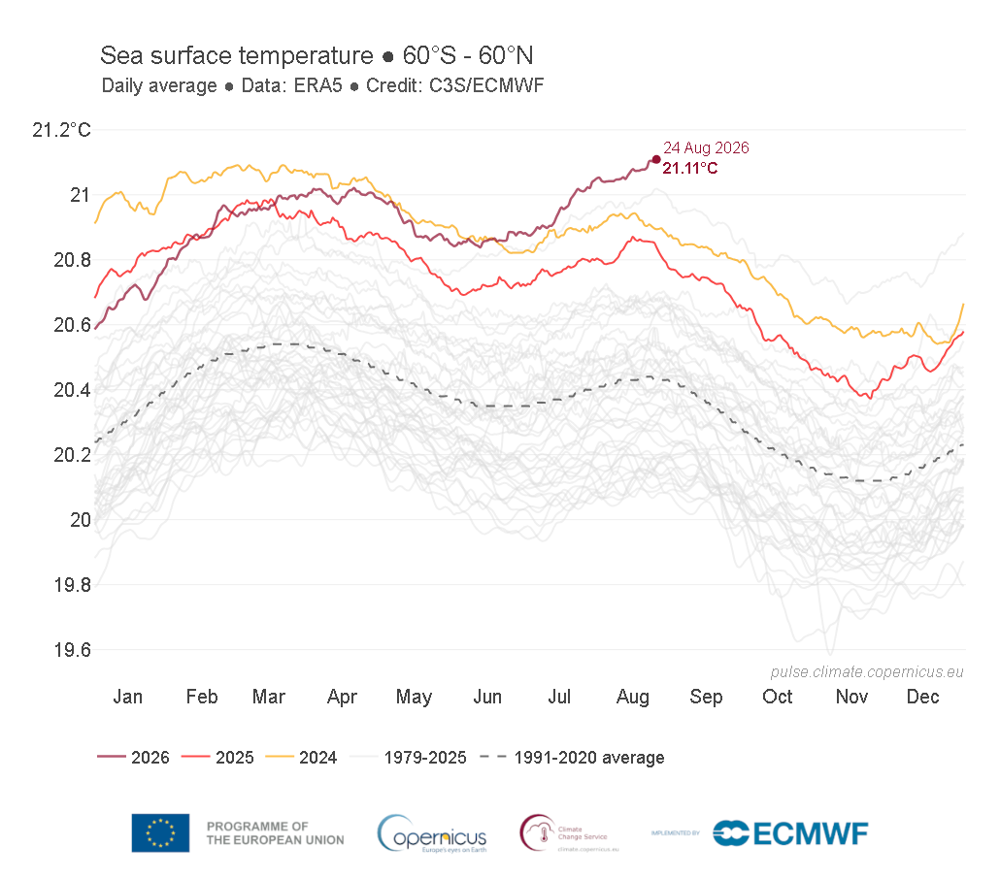 Sea surface temperature ● 60°S - 60°N
Daily average ● Data: ERA5 ● Credit: C3S/ECMWF
21.2°C
24 Aug 2026
21.11°C
21
20.8
20.6
20.4
20.2
20
19.8
19.6
pulse.climate.copernicus.eu
Jan Feb Mar Apr May Jun Jul Aug Sep Oct Nov Dec
2026 2025 2024 1979-2025 1991-2020 average
PROGRAMME OF
THE EUROPEAN UNION
Copernicus
Europe's eyes on Earth
Climate
Change Service
climate.copernicus.eu
IMPLEMENTED BY
ECMWF